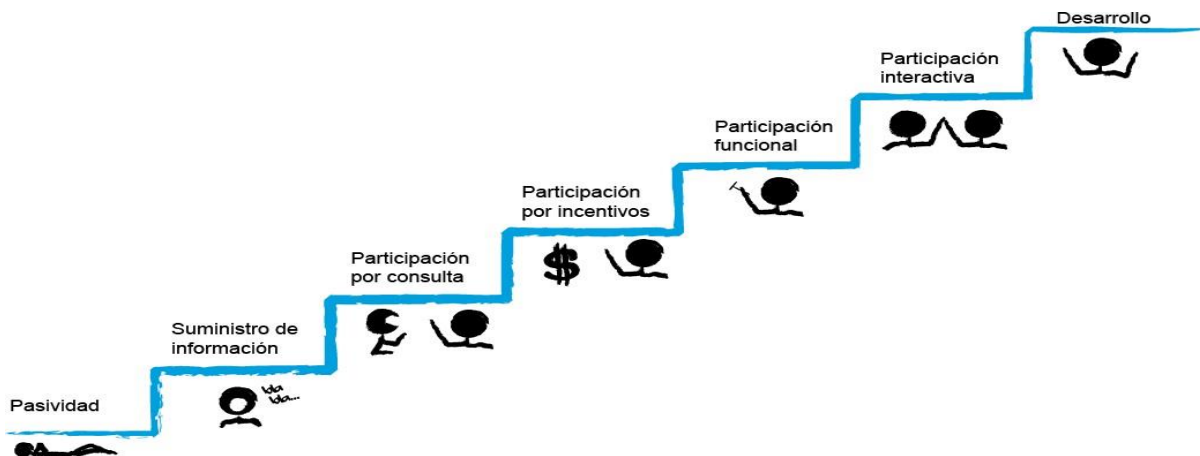 Desarrollo
Participación
interactiva
Participación
funcional
Participación
por incentivos
$
Participación
por consulta
Suministro de
información
bla
bla...
Pasividad